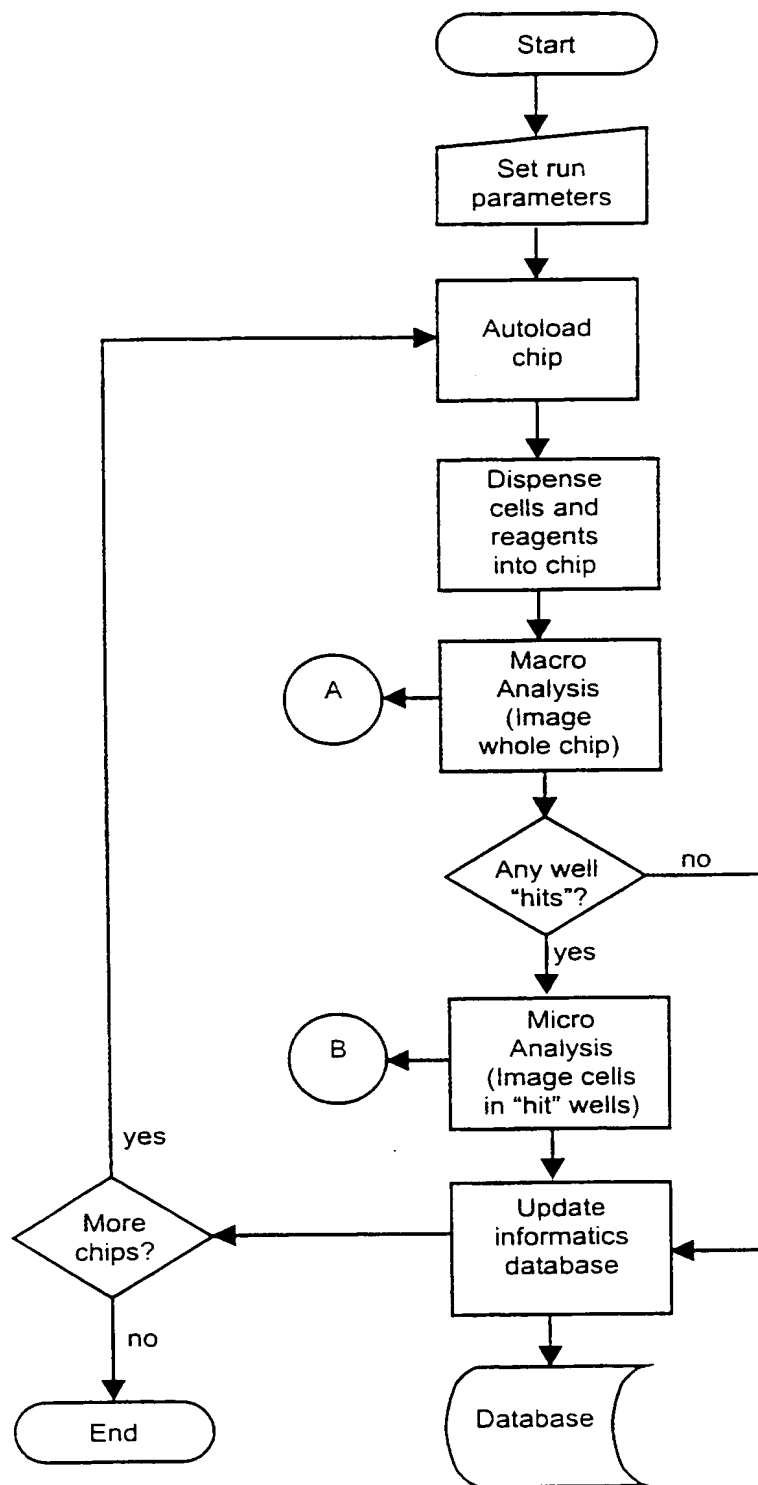 Start
Set run
parameters
Autoload
chip
Dispense
cells and
reagents
into chip
A
Macro
Analysis
(Image
whole chip)
Any well
“hits”?
no
yes
B
Micro
Analysis
(Image cells
in “hit” wells)
yes
More
chips?
Update
informatics
database
no
End
Database